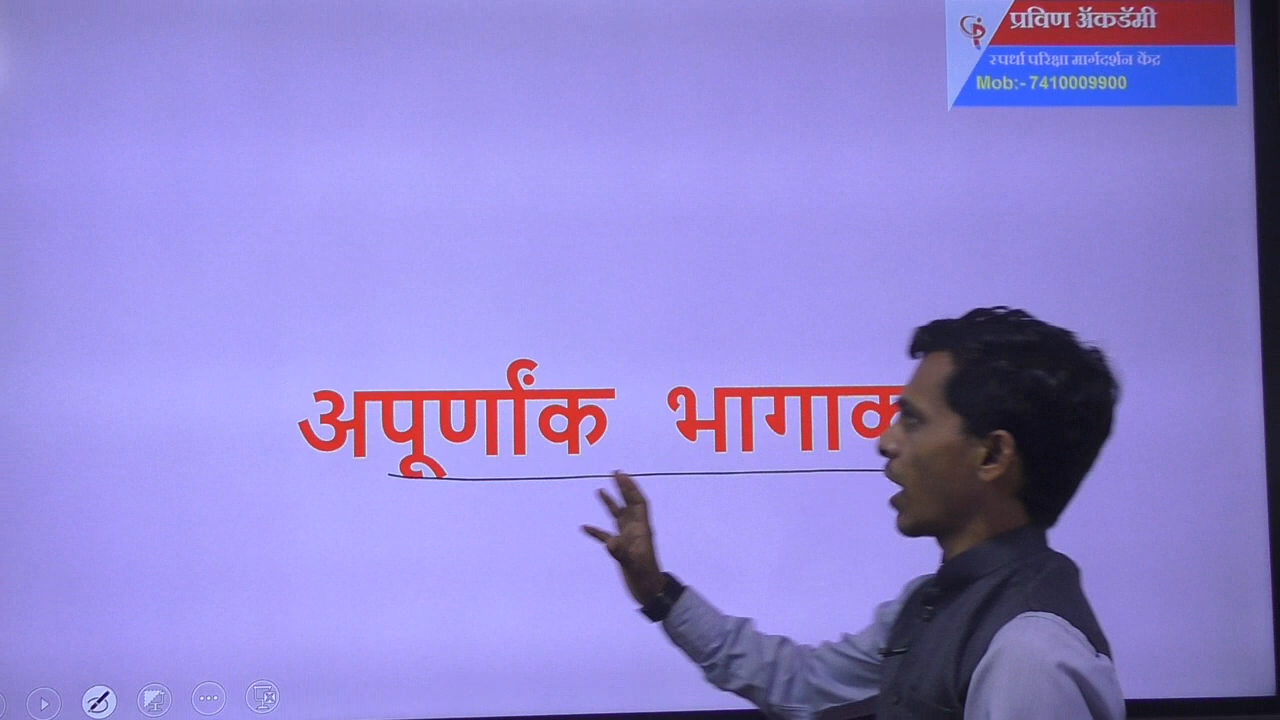 प्रविण ॲकडॅमी
स्पर्धा परिक्षा मार्गदर्शन केंद्र
Mob:- 7410009900
अपूर्णांक भागाक